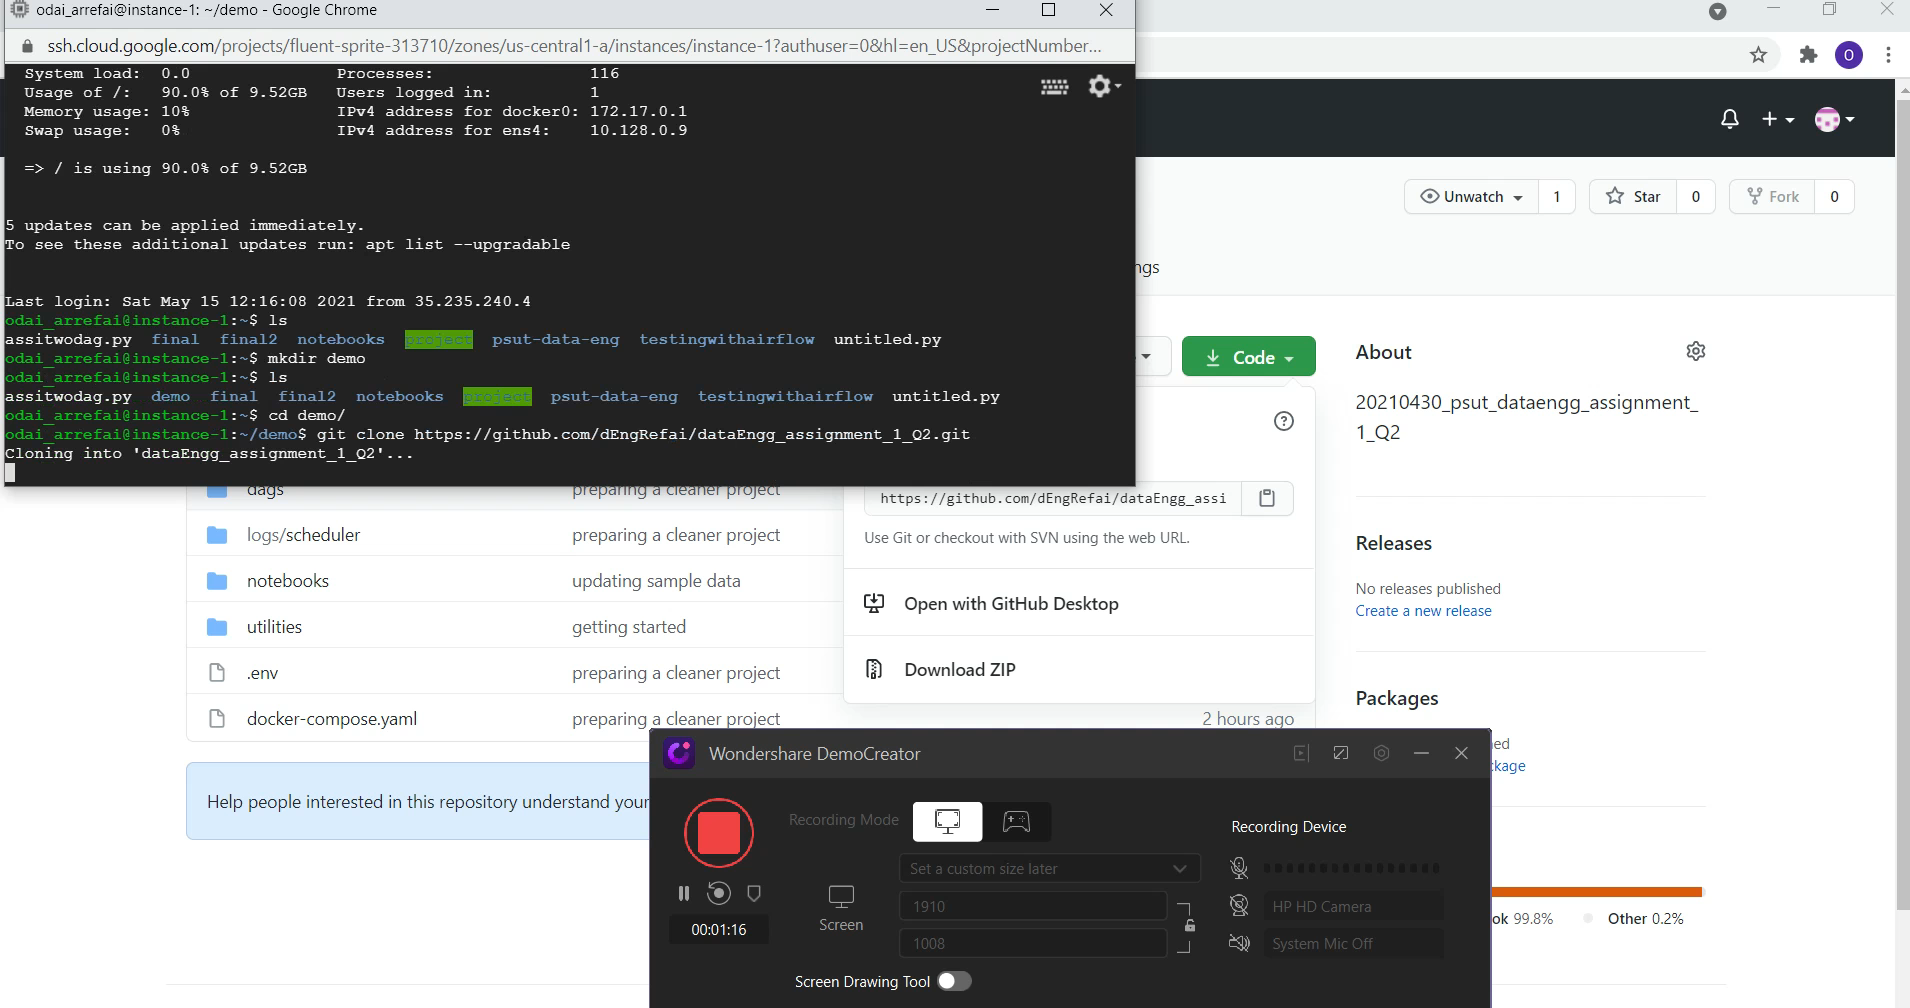 odai_arrefai@instance-1: ~/demo - Google Chrome
ssh.cloud.google.com/projects/fluent-sprite-313710/zones/us-central1-a/instances/instance-1?authuser=0&hl=en_US&projectNumber...
System load: 0.0 Processes: 116
Usage of /: 90.0% of 9.52GB Users logged in: 1
Memory usage: 10% IPv4 address for docker0: 172.17.0.1
Swap usage: 0% IPv4 address for ens4: 10.128.0.9
=> / is using 90.0% of 9.52GB
5 updates can be applied immediately.
To see these additional updates run: apt list --upgradable
Last login: Sat May 15 12:16:08 2021 from 35.235.240.4
odai_arrefai@instance-1:~$ ls
assitwodag.py final final2 notebooks project psut-data-eng testingwithairflow untitled.py
odai_arrefai@instance-1:~$ mkdir demo
odai_arrefai@instance-1:~$ ls
assitwodag.py demo final final2 notebooks project psut-data-eng testingwithairflow untitled.py
odai_arrefai@instance-1:~$ cd demo/
odai_arrefai@instance-1:~/demo$ git clone https://github.com/dEngRefai/dataEngg_assignment_1_Q2.git
Cloning into 'dataEngg_assignment_1_Q2'...
O
Unwatch 1 Star 0 Fork 0
ngs
Code
About
20210430_psut_dataengg_assignment_
1_Q2
dags preparing a cleaner project
https://github.com/dEngRefai/dataEngg_assi
Use Git or checkout with SVN using the web URL.
logs/scheduler preparing a cleaner project
notebooks updating sample data
utilities getting started
.env preparing a cleaner project
docker-compose.yaml preparing a cleaner project 2 hours ago
Open with GitHub Desktop
Download ZIP
Releases
No releases published
Create a new release
Packages
ed
kage
Help people interested in this repository understand your
ok 99.8% Other 0.2%
Wondershare DemoCreator
Recording Mode
Recording Device
Set a custom size later
1910
HP HD Camera
Screen
00:01:16
1008
System Mic Off
Screen Drawing Tool